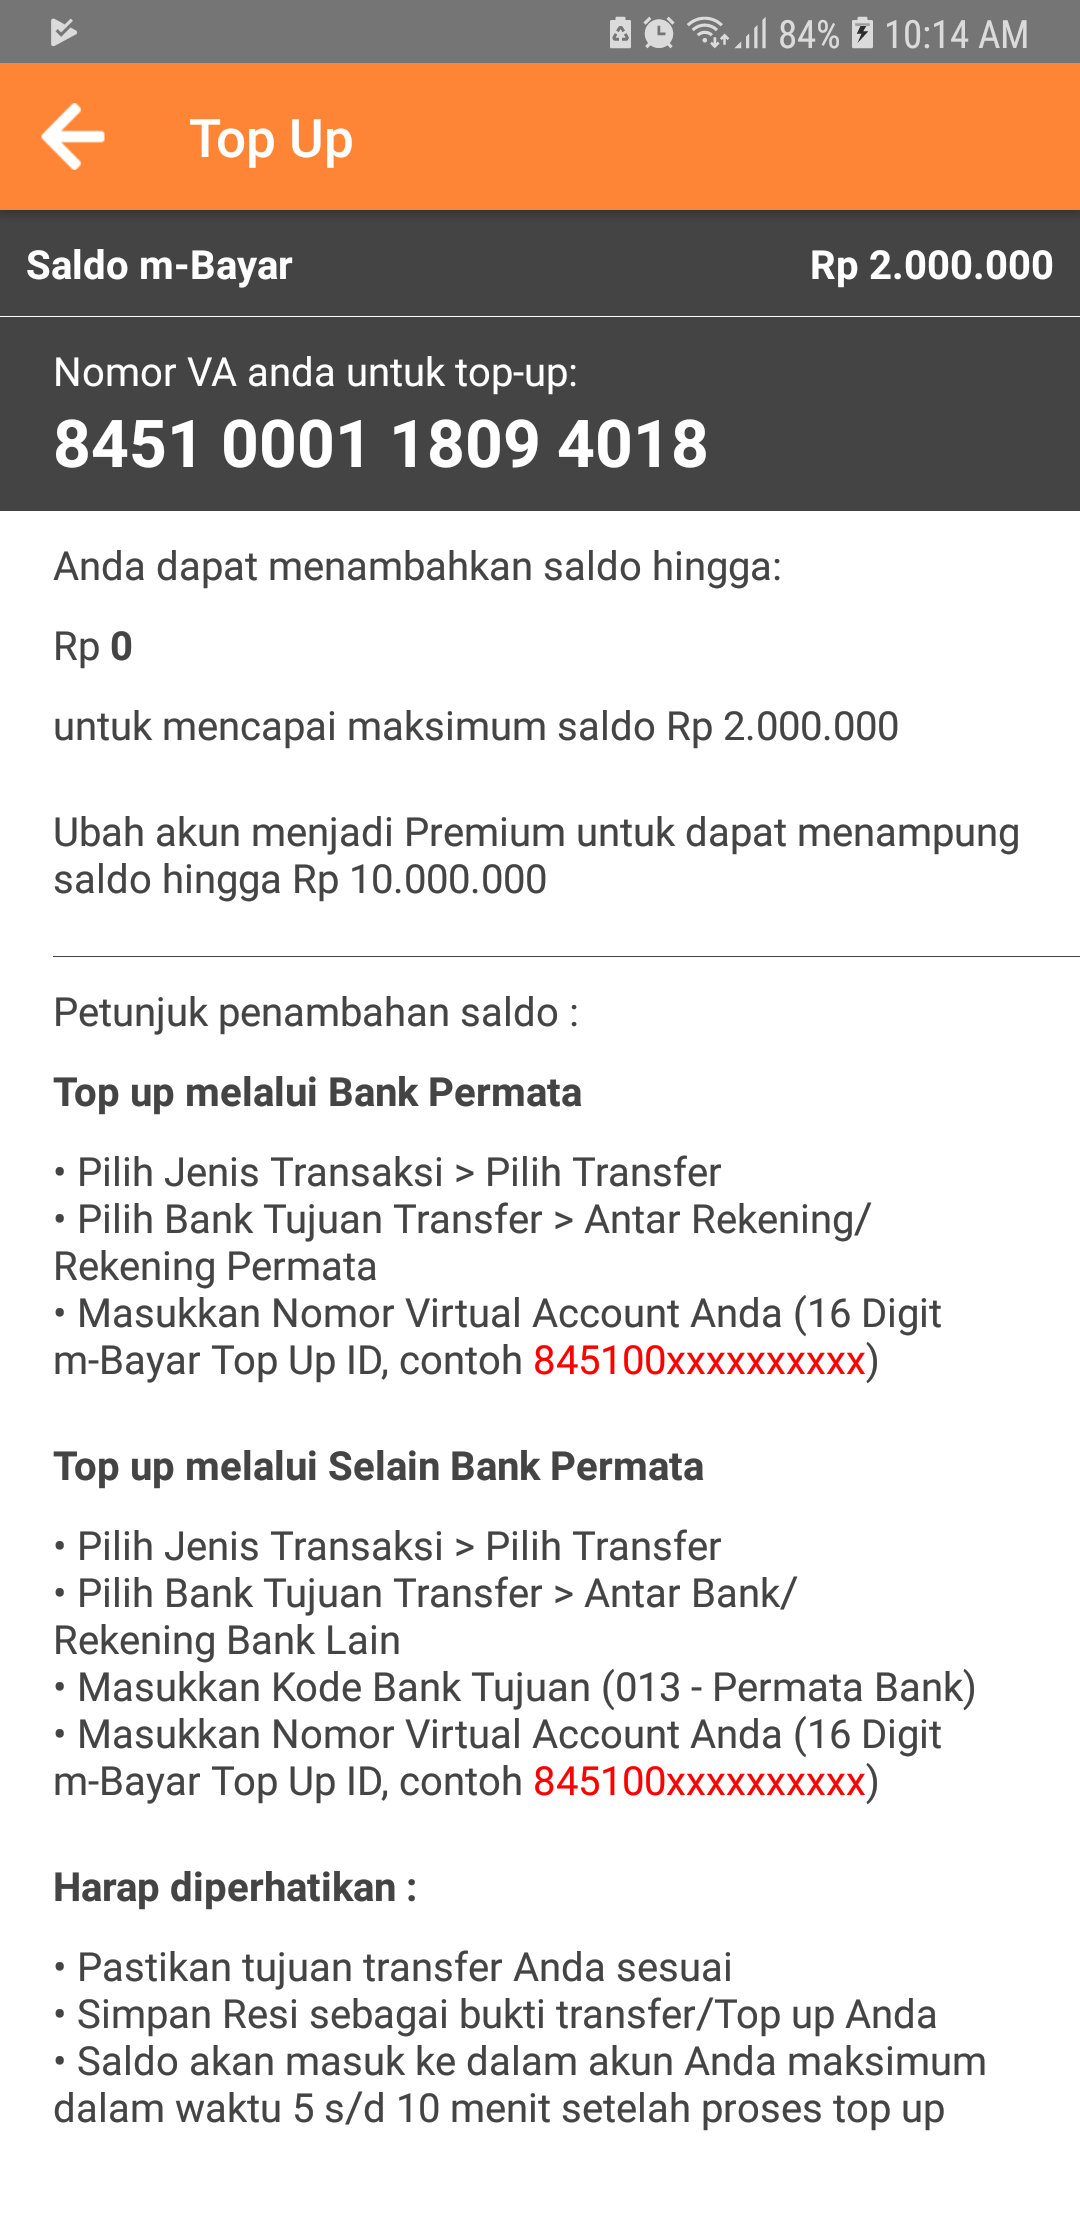 84% 10:14 AM
Top Up
Saldo m-Bayar Rp 2.000.000
Nomor VA anda untuk top-up:
8451 0001 1809 4018
Anda dapat menambahkan saldo hingga:
Rp 0
untuk mencapai maksimum saldo Rp 2.000.000
Ubah akun menjadi Premium untuk dapat menampung
saldo hingga Rp 10.000.000
Petunjuk penambahan saldo :
Top up melalui Bank Permata
• Pilih Jenis Transaksi > Pilih Transfer
• Pilih Bank Tujuan Transfer > Antar Rekening/
Rekening Permata
• Masukkan Nomor Virtual Account Anda (16 Digit
m-Bayar Top Up ID, contoh 845100xxxxxxxxxx)
Top up melalui Selain Bank Permata
• Pilih Jenis Transaksi > Pilih Transfer
• Pilih Bank Tujuan Transfer > Antar Bank/
Rekening Bank Lain
• Masukkan Kode Bank Tujuan (013 - Permata Bank)
• Masukkan Nomor Virtual Account Anda (16 Digit
m-Bayar Top Up ID, contoh 845100xxxxxxxxxx)
Harap diperhatikan :
• Pastikan tujuan transfer Anda sesuai
• Simpan Resi sebagai bukti transfer/Top up Anda
• Saldo akan masuk ke dalam akun Anda maksimum
dalam waktu 5 s/d 10 menit setelah proses top up